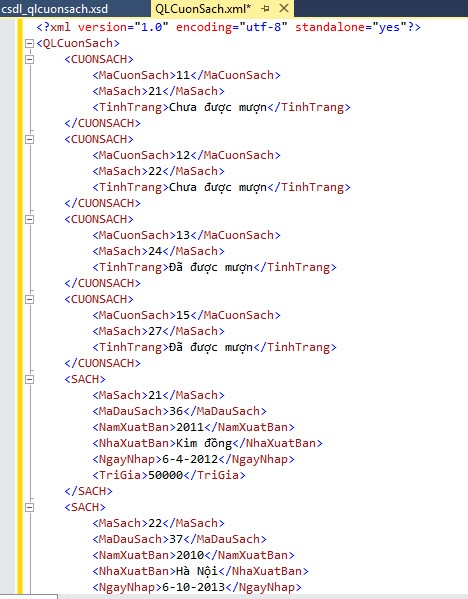 csdl_qlcuonsach.xsd QLCuonSach.xml*
<?xml version="1.0" encoding="utf-8" standalone="yes"?>
<QLCuonSach>
<CUONSACH>
<MaCuonSach>11</MaCuonSach>
<MaSach>21</MaSach>
<TinhTrang>Chưa được mượn</TinhTrang>
</CUONSACH>
<CUONSACH>
<MaCuonSach>12</MaCuonSach>
<MaSach>22</MaSach>
<TinhTrang>Chưa được mượn</TinhTrang>
</CUONSACH>
<CUONSACH>
<MaCuonSach>13</MaCuonSach>
<MaSach>24</MaSach>
<TinhTrang>Đã được mượn</TinhTrang>
</CUONSACH>
<CUONSACH>
<MaCuonSach>15</MaCuonSach>
<MaSach>27</MaSach>
<TinhTrang>Đã được mượn</TinhTrang>
</CUONSACH>
<SACH>
<MaSach>21</MaSach>
<MaDauSach>36</MaDauSach>
<NamXuatBan>2011</NamXuatBan>
<NhaXuatBan>Kim đồng</NhaXuatBan>
<NgayNhap>6-4-2012</NgayNhap>
<TriGia>50000</TriGia>
</SACH>
<SACH>
<MaSach>22</MaSach>
<MaDauSach>37</MaDauSach>
<NamXuatBan>2010</NamXuatBan>
<NhaXuatBan>Hà Nội</NhaXuatBan>
<NgayNhap>6-10-2013</NgayNhap>